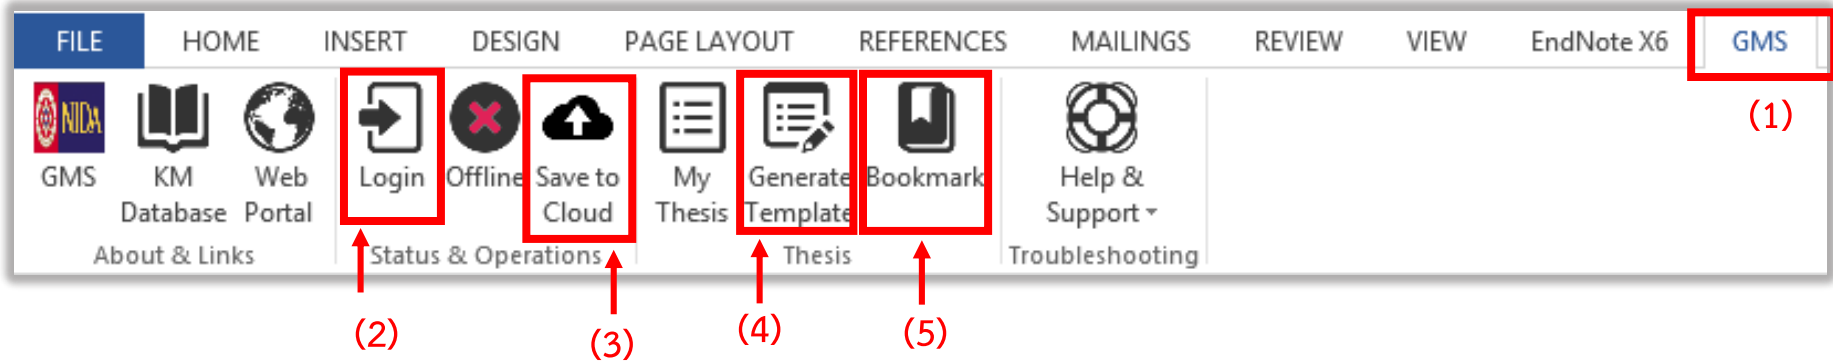 FILE HOME INSERT DESIGN PAGE LAYOUT REFERENCES MAILINGS REVIEW VIEW EndNote X6 GMS
(1)
NIDA
GMS KM Web Login Offline Save to My Generate Bookmark Help &
Database Portal Cloud Thesis Template Support
About & Links Status & Operations Thesis Troubleshooting
(2) (3) (4) (5)